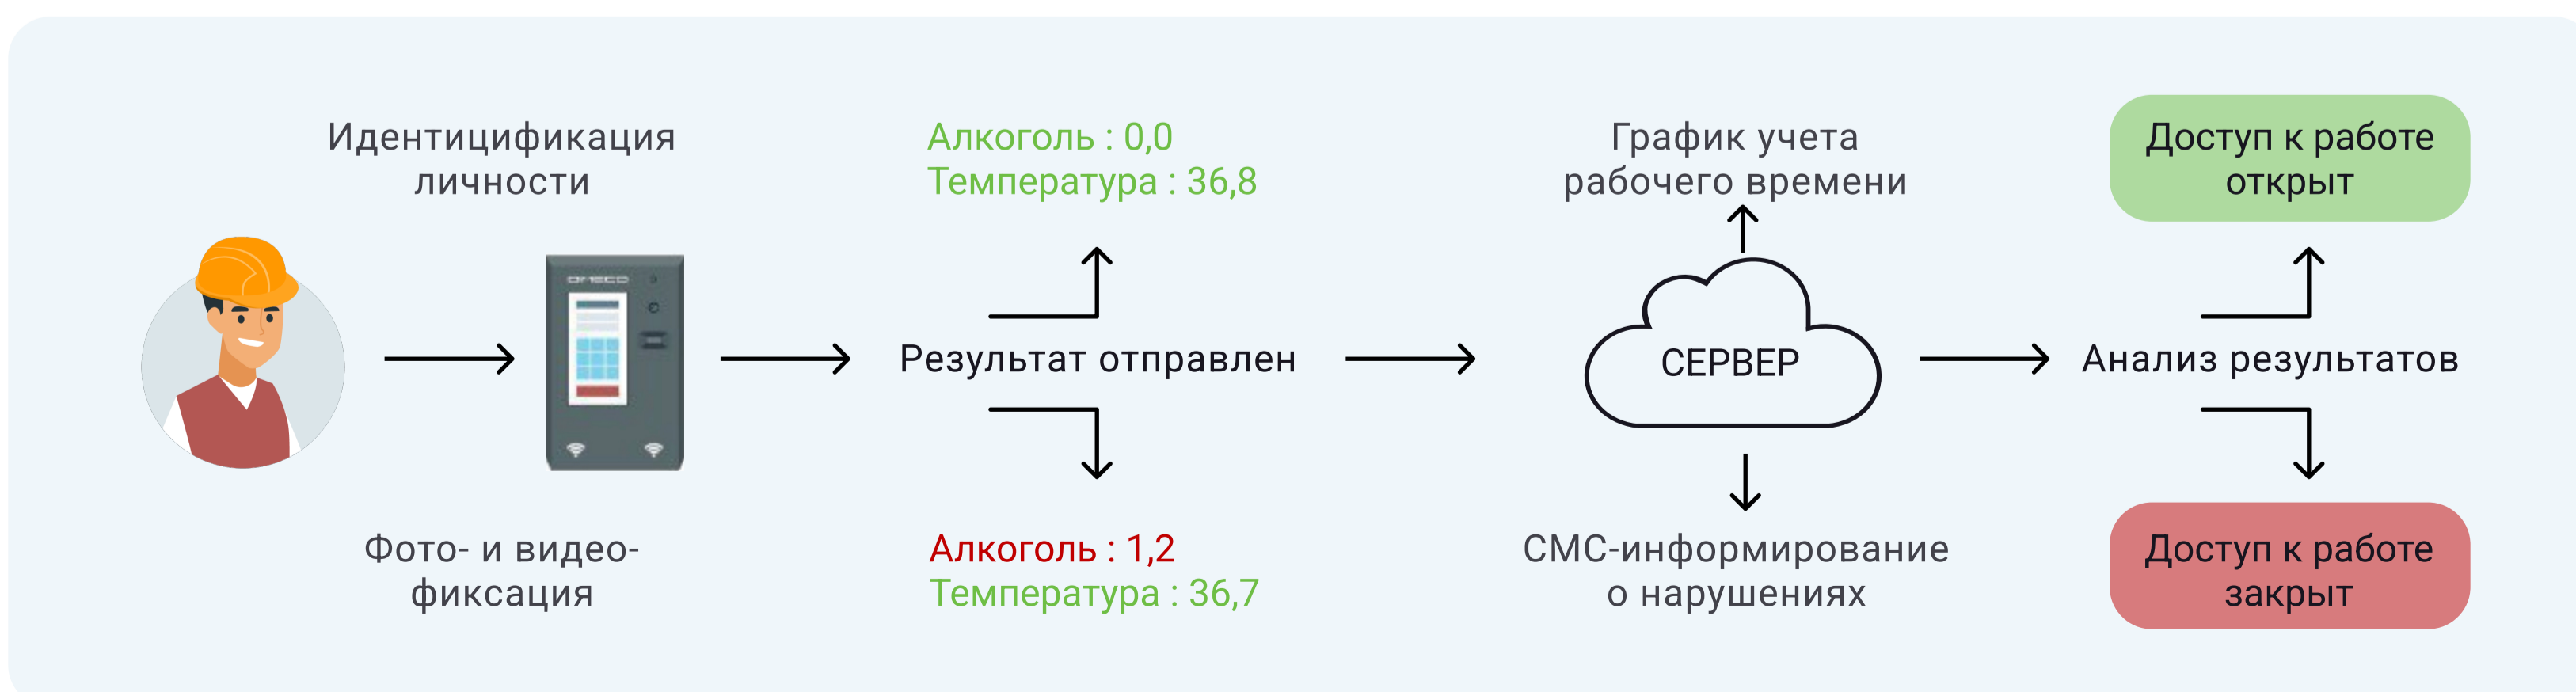 Идентицификация
личности
Фото- и видео-
фиксация
Алкоголь : 0,0
Температура : 36,8
Результат отправлен
Алкоголь : 1,2
Температура : 36,7
График учета
рабочего времени
СЕРВЕР
СМС-информирование
о нарушениях
Доступ к работе
открыт
Анализ результатов
Доступ к работе
закрыт